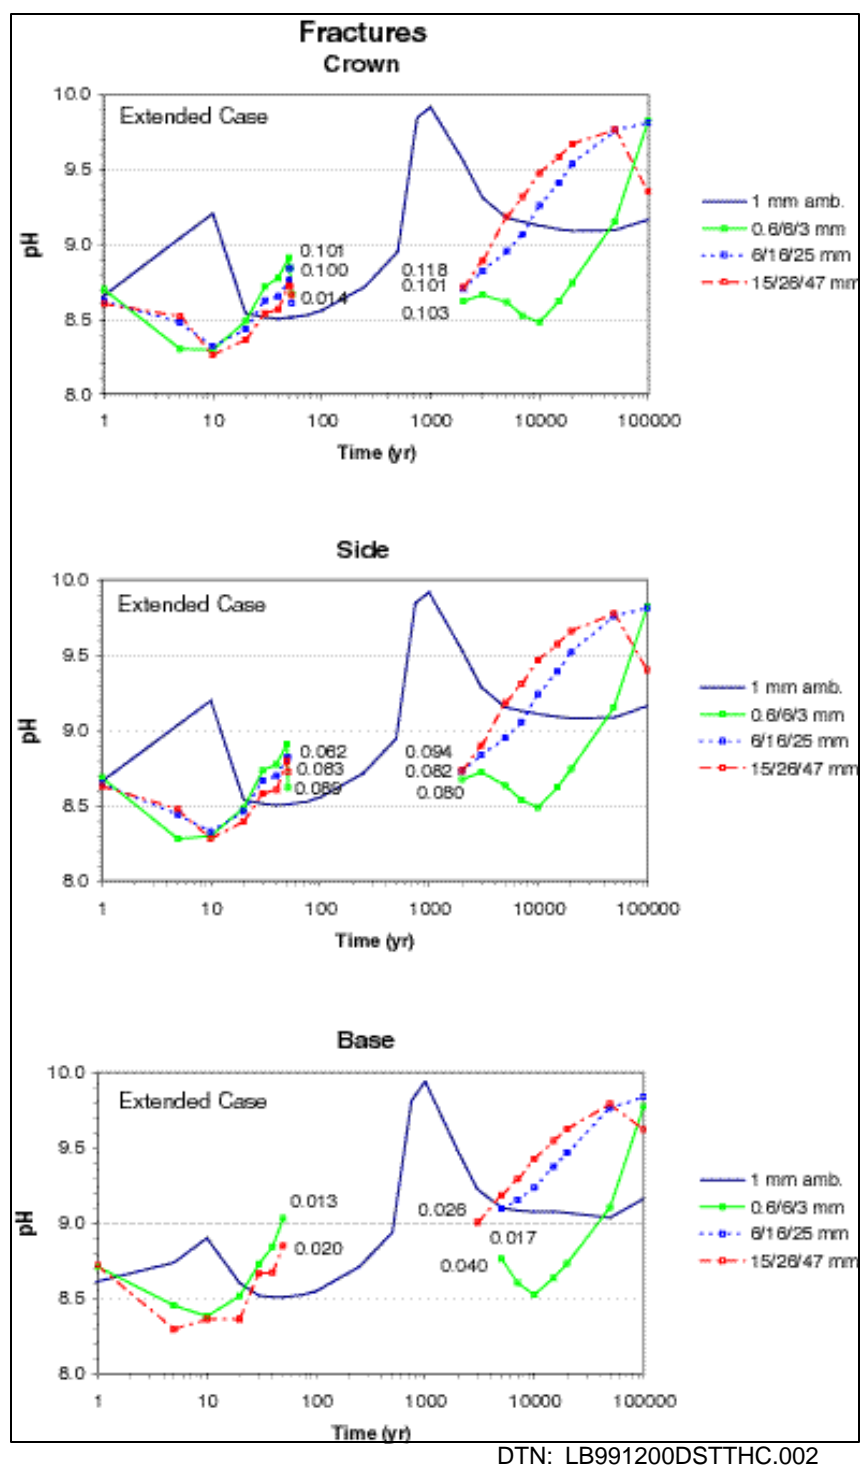 Fractures
Crown
Extended Case
10.0
9.5
9.0
8.5
8.0
pH
0.101
0.100
0.014
0.118
0.101
0.103
1 10 100 1000 10000 100000
Time (yr)
1 mm amb.
0.6/6/3 mm
6/16/25 mm
15/26/47 mm
Side
Extended Case
10.0
9.5
9.0
8.5
8.0
pH
0.062
0.083
0.094
0.082
0.080
1 10 100 1000 10000 100000
Time (yr)
1 mm amb.
0.6/6/3 mm
6/16/25 mm
15/26/47 mm
Base
Extended Case
10.0
9.5
9.0
8.5
8.0
pH
0.013
0.020
0.026
0.017
0.040
1 10 100 1000 10000 100000
Time (yr)
1 mm amb.
0.6/6/3 mm
6/16/25 mm
15/26/47 mm
DTN: LB991200DSTTHC.002